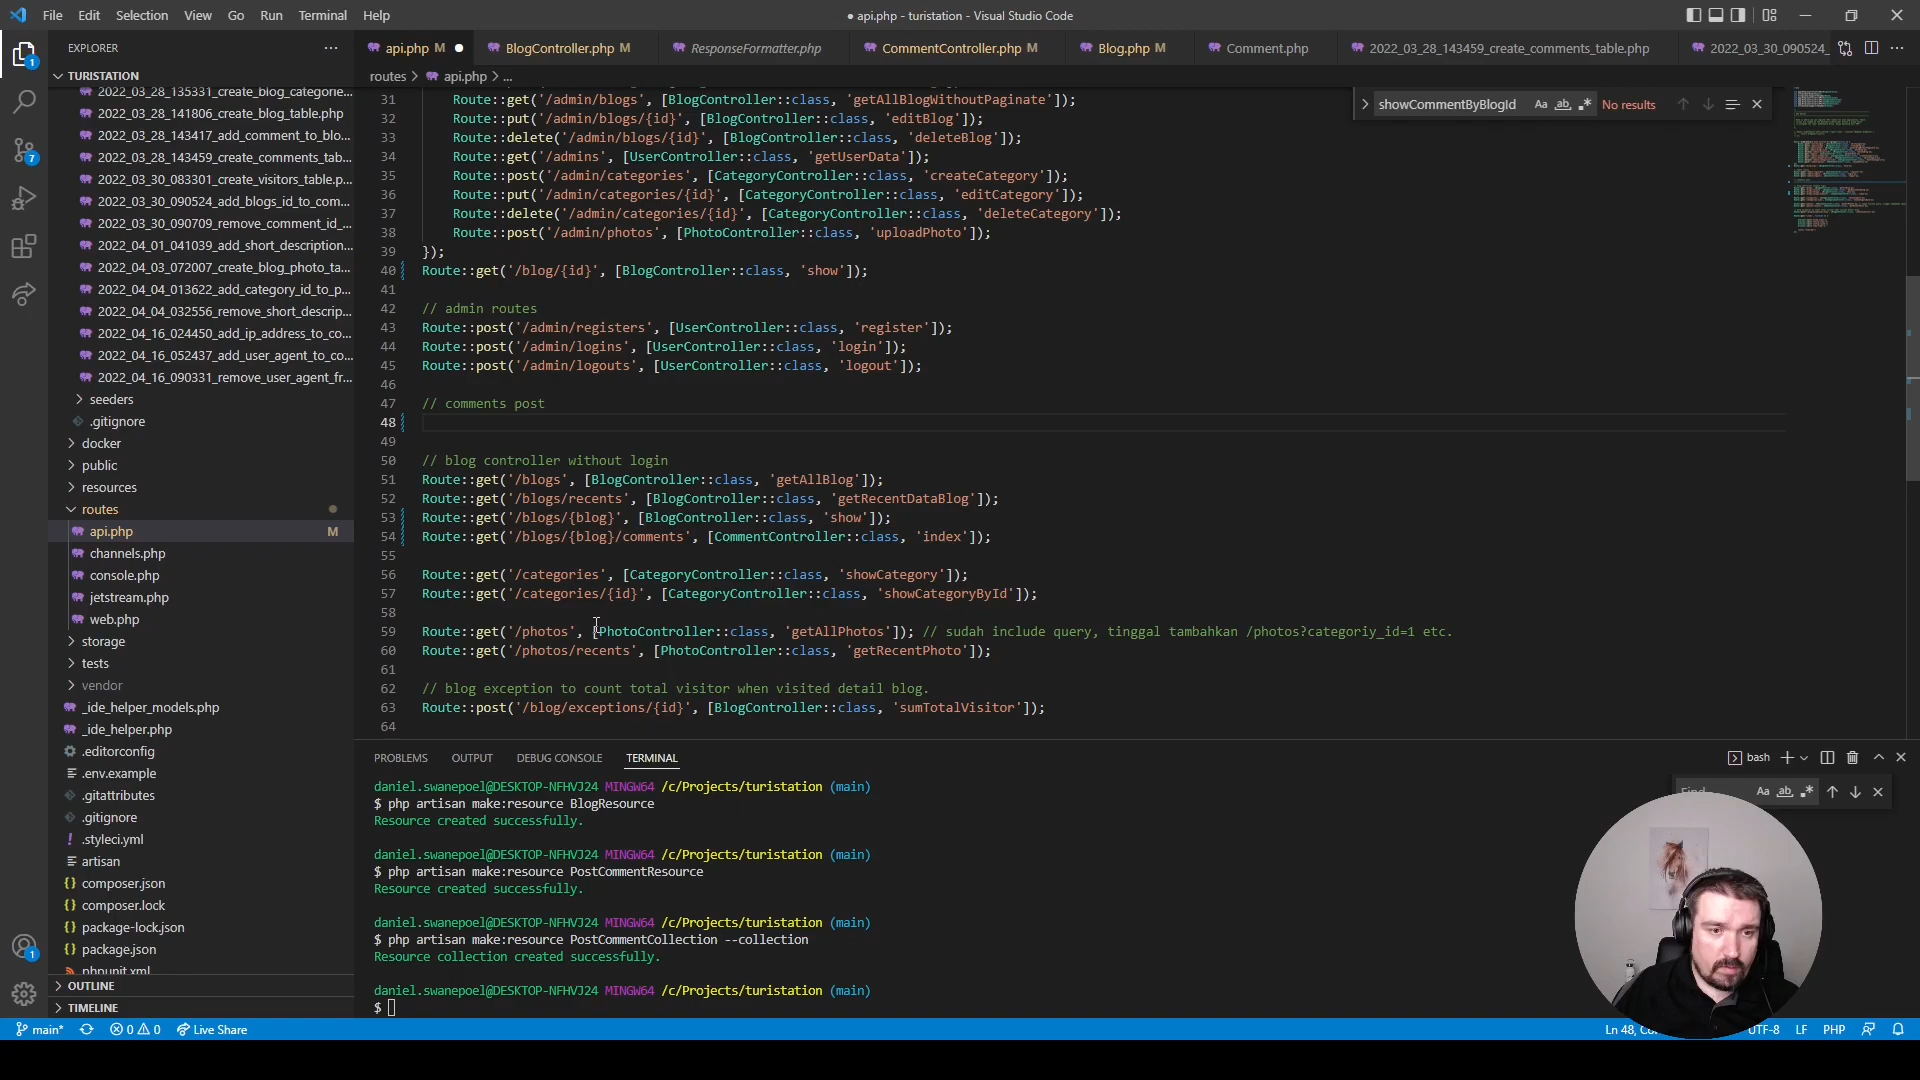 File Edit Selection View Go Run Terminal Help
● api.php - turistation - Visual Studio Code
EXPLORER
api.php M
BlogController.php M
ResponseFormatter.php
CommentController.php M
Blog.php M
Comment.php
2022_03_28_143459_create_comments_table.php
2022_03_30_090524_
routes > api.php > ...
showCommentByBlogId
Aa ab
No results
TURISTATION
2022_03_28_135331_create_blog_categorie...
2022_03_28_141806_create_blog_table.php
2022_03_28_143417_add_comment_to_blo...
2022_03_28_143459_create_comments_tab...
2022_03_30_083301_create_visitors_table.p...
2022_03_30_090524_add_blogs_id_to_com...
2022_03_30_090709_remove_comment_id_...
2022_04_01_041039_add_short_description...
2022_04_03_072007_create_blog_photo_ta...
2022_04_04_013622_add_category_id_to_p...
2022_04_04_032556_remove_short_descrip...
2022_04_16_024450_add_ip_address_to_co...
2022_04_16_052437_add_user_agent_to_co...
2022_04_16_090331_remove_user_agent_fr...
seeders
.gitignore
docker
public
resources
routes
api.php M
channels.php
console.php
jetstream.php
web.php
storage
tests
vendor
_ide_helper_models.php
_ide_helper.php
.editorconfig
.env.example
.gitattributes
.gitignore
.styleci.yml
artisan
composer.json
composer.lock
package-lock.json
package.json
phpunit.xml
OUTLINE
TIMELINE
31 Route::get('/admin/blogs', [BlogController::class, 'getAllBlogWithoutPaginate']);
32 Route::put('/admin/blogs/{id}', [BlogController::class, 'editBlog']);
33 Route::delete('/admin/blogs/{id}', [BlogController::class, 'deleteBlog']);
34 Route::get('/admins', [UserController::class, 'getUserData']);
35 Route::post('/admin/categories', [CategoryController::class, 'createCategory']);
36 Route::put('/admin/categories/{id}', [CategoryController::class, 'editCategory']);
37 Route::delete('/admin/categories/{id}', [CategoryController::class, 'deleteCategory']);
38 Route::post('/admin/photos', [PhotoController::class, 'uploadPhoto']);
39 });
40 Route::get('/blog/{id}', [BlogController::class, 'show']);
41
42 // admin routes
43 Route::post('/admin/registers', [UserController::class, 'register']);
44 Route::post('/admin/logins', [UserController::class, 'login']);
45 Route::post('/admin/logouts', [UserController::class, 'logout']);
46
47 // comments post
48
49
50 // blog controller without login
51 Route::get('/blogs', [BlogController::class, 'getAllBlog']);
52 Route::get('/blogs/recents', [BlogController::class, 'getRecentDataBlog']);
53 Route::get('/blogs/{blog}', [BlogController::class, 'show']);
54 Route::get('/blogs/{blog}/comments', [CommentController::class, 'index']);
55
56 Route::get('/categories', [CategoryController::class, 'showCategory']);
57 Route::get('/categories/{id}', [CategoryController::class, 'showCategoryById']);
58
59 Route::get('/photos', [PhotoController::class, 'getAllPhotos']); // sudah include query, tinggal tambahkan /photos?categoriy_id=1 etc.
60 Route::get('/photos/recents', [PhotoController::class, 'getRecentPhoto']);
61
62 // blog exception to count total visitor when visited detail blog.
63 Route::post('/blog/exceptions/{id}', [BlogController::class, 'sumTotalVisitor']);
64
PROBLEMS OUTPUT DEBUG CONSOLE TERMINAL
bash
Find
Aa ab
daniel.swanepoel@DESKTOP-NFHVJ24 MINGW64 /c/Projects/turistation (main)
$ php artisan make:resource BlogResource
Resource created successfully.
daniel.swanepoel@DESKTOP-NFHVJ24 MINGW64 /c/Projects/turistation (main)
$ php artisan make:resource PostCommentResource
Resource created successfully.
daniel.swanepoel@DESKTOP-NFHVJ24 MINGW64 /c/Projects/turistation (main)
$ php artisan make:resource PostCommentCollection --collection
Resource collection created successfully.
daniel.swanepoel@DESKTOP-NFHVJ24 MINGW64 /c/Projects/turistation (main)
$
main* 0 0 Live Share
Ln 48, UTF-8 LF PHP
1
7
1